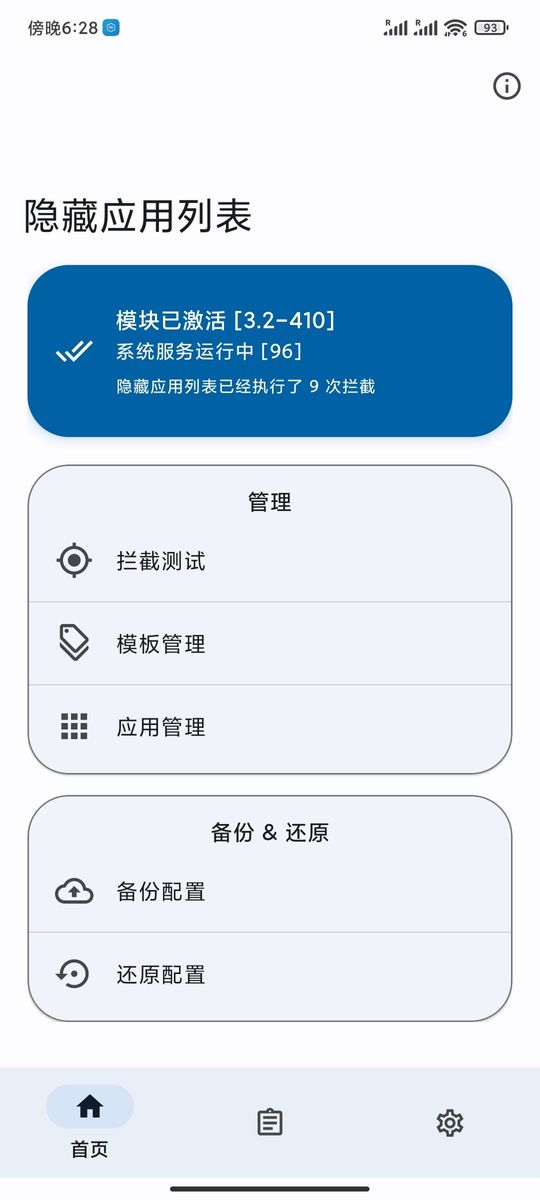 傍晚6:28
R R 6 93
隐藏应用列表
模块已激活 [3.2-410]
系统服务运行中 [96]
隐藏应用列表已经执行了 9 次拦截
管理
拦截测试
模板管理
应用管理
备份 & 还原
备份配置
还原配置
首页